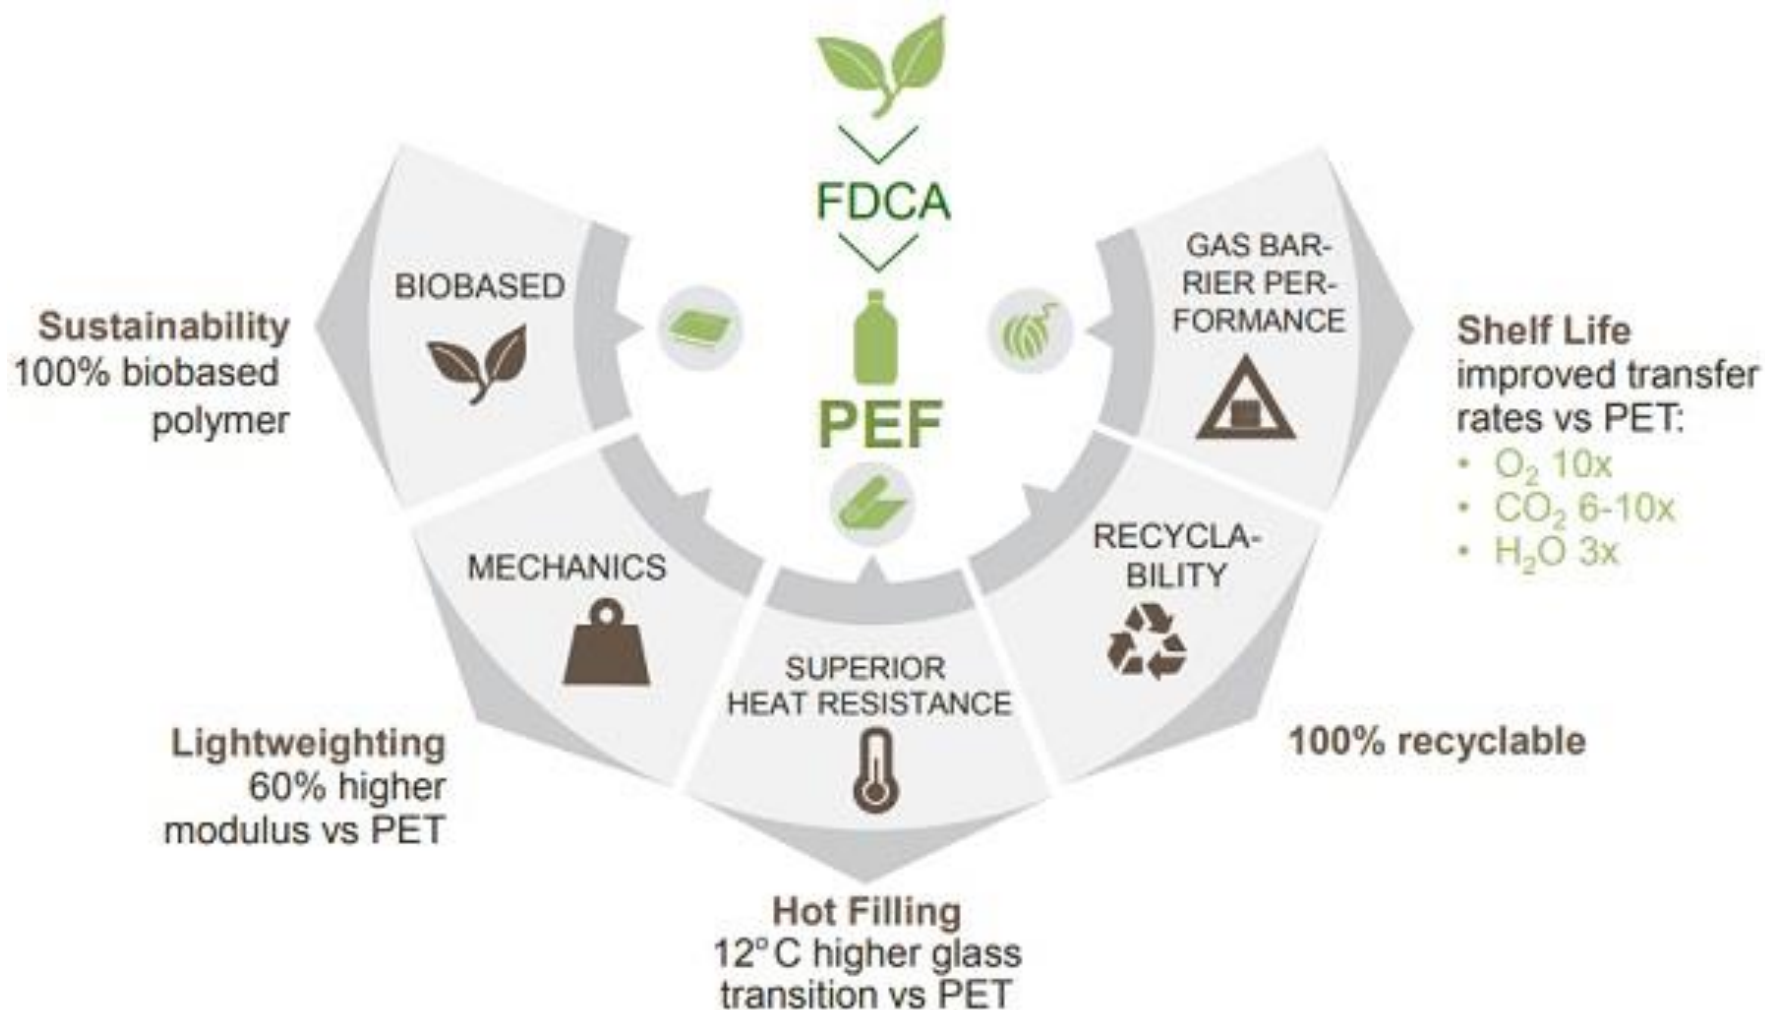 FDCA
PEF
BIOBASED
Sustainability
100% biobased
polymer
MECHANICS
Lightweighting
60% higher
modulus vs PET
SUPERIOR
HEAT RESISTANCE
Hot Filling
12°C higher glass
transition vs PET
RECYCLA-
BILITY
100% recyclable
GAS BAR-
RIER PER-
FORMANCE
Shelf Life
improved transfer
rates vs PET:
• O₂ 10x
• CO₂ 6-10x
• H₂O 3x